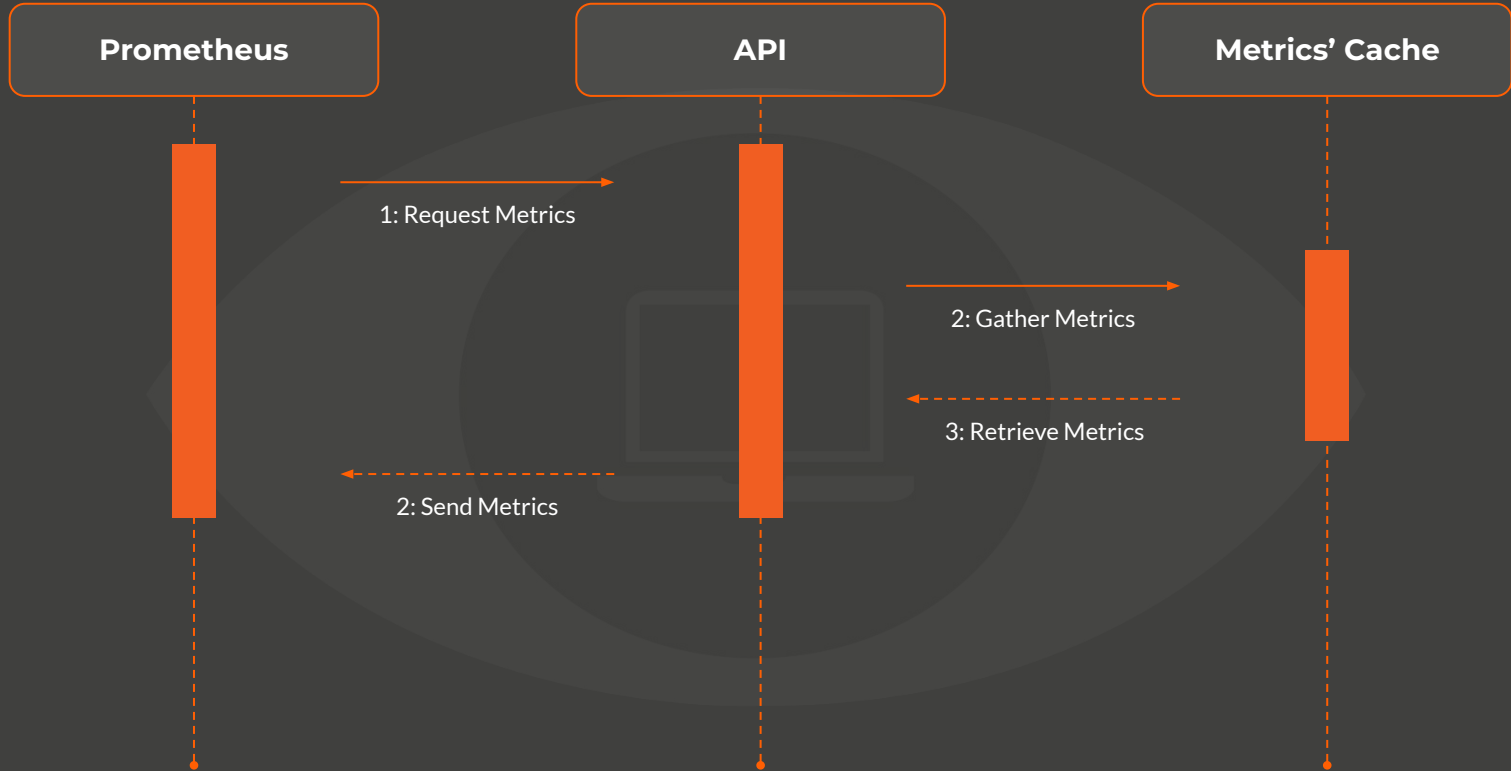 Prometheus
API
Metrics’ Cache
1: Request Metrics
2: Gather Metrics
3: Retrieve Metrics
2: Send Metrics